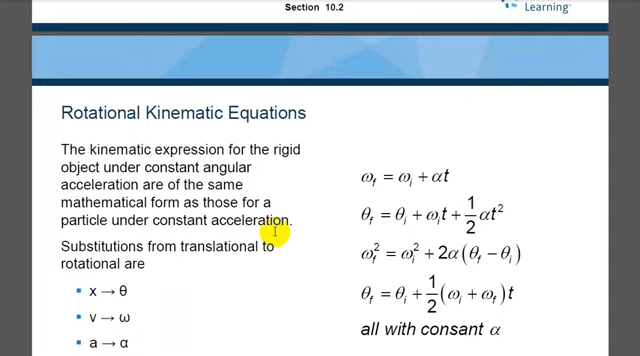 Section 10.2
Learning
Rotational Kinematic Equations
The kinematic expression for the rigid
object under constant angular
acceleration are of the same
mathematical form as those for a
particle under constant acceleration.
Substitutions from translational to
rotational are
▪ x → θ
▪ v → ω
▪ a → α
ω_f = ω_i + αt
θ_f = θ_i + ω_i t + 1/2 αt²
ω_f² = ω_i² + 2α(θ_f − θ_i)
θ_f = θ_i + 1/2 (ω_i + ω_f) t
all with consant α